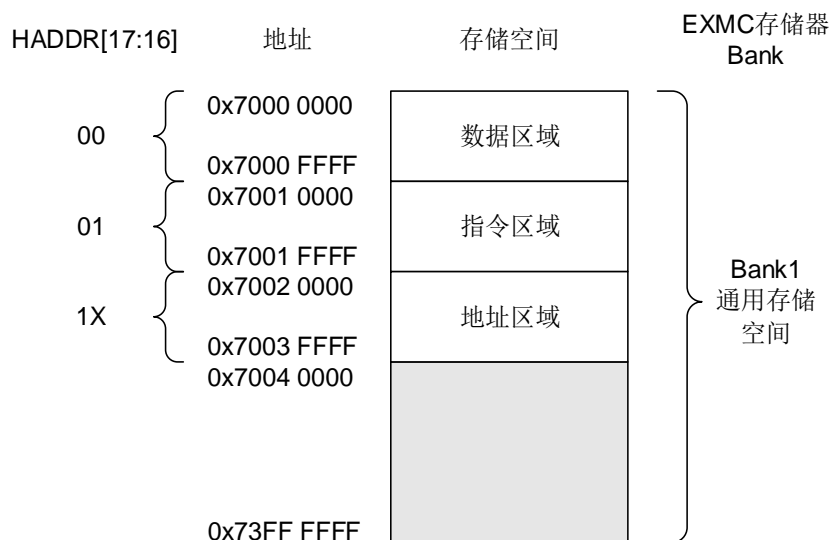 HADDR[17:16] 地址 存储空间 EXMC存储器
Bank
0x7000 0000
00 数据区域
0x7000 FFFF
0x7001 0000
01 指令区域
0x7001 FFFF
0x7002 0000
1X 地址区域
0x7003 FFFF
0x7004 0000
Bank1
通用存储
空间
0x73FF FFFF